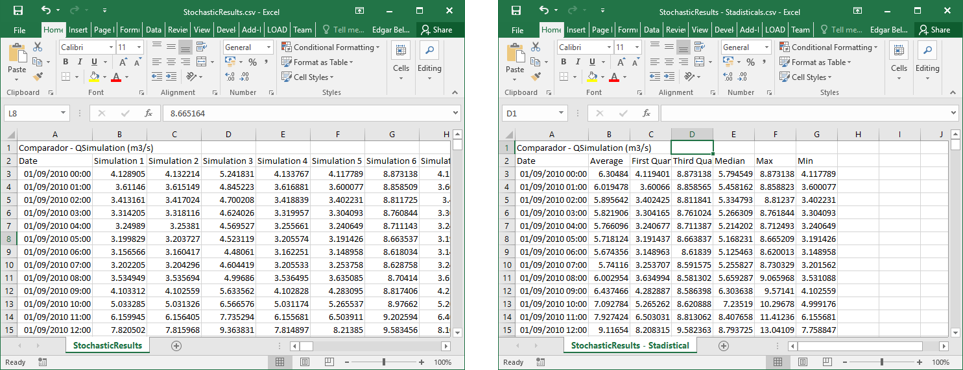 StochasticResults.csv - Excel
File Home Insert Page l Formu Data Review View Devel Add-I LOAD Team Tell me... Edgar Bel... Share
Calibri 11 General Conditional Formatting
Paste B I U Format as Table Cells Editing
Cell Styles
Clipboard Font Alignment Number Styles
L8 fx 8.665164
A B C D E F G H
1 Comparador - QSimulation (m3/s)
2 Date Simulation 1 Simulation 2 Simulation 3 Simulation 4 Simulation 5 Simulation 6 Simulat
3 01/09/2010 00:00 4.128905 4.132214 5.241831 4.133767 4.117789 8.873138 4.1
4 01/09/2010 01:00 3.61146 3.615149 4.845223 3.616881 3.600077 8.858509 3.6
5 01/09/2010 02:00 3.413161 3.417024 4.700208 3.418839 3.402231 8.811725 3.
6 01/09/2010 03:00 3.314205 3.318116 4.624026 3.319957 3.304093 8.760844 3.3
7 01/09/2010 04:00 3.24989 3.25381 4.569527 3.255661 3.240649 8.711143 3.2
8 01/09/2010 05:00 3.199829 3.203727 4.523119 3.205574 3.191426 8.663537 3.1
9 01/09/2010 06:00 3.156566 3.160417 4.48061 3.162251 3.148958 8.618034 3.1
10 01/09/2010 07:00 3.202205 3.204296 4.604419 3.205533 3.253758 8.628758 3.2
11 01/09/2010 08:00 3.534949 3.535694 4.99686 3.536495 3.635085 8.70414 3.6
12 01/09/2010 09:00 4.103312 4.102559 5.633562 4.102828 4.283095 8.817406 4.2
13 01/09/2010 10:00 5.033285 5.031326 6.566576 5.031174 5.265537 8.97662 5.2
14 01/09/2010 11:00 6.159945 6.156405 7.735294 6.155681 6.503911 9.202594 6.4
15 01/09/2010 12:00 7.820502 7.815968 9.363831 7.814897 8.21385 9.583456 8.1
StochasticResults
Ready 100%
StochasticResults - Stadisticals.csv - Excel
File Home Insert Page l Formu Data Review View Devel Add-I LOAD Team Tell me... Edgar Bel... Share
Calibri 11 General Conditional Formatting
Paste B I U Format as Table Cells Editing
Cell Styles
Clipboard Font Alignment Number Styles
D1 fx
A B C D E F G H I J
1 Comparador - QSimulation (m3/s)
2 Date Average First Quar Third Qua Median Max Min
3 01/09/2010 00:00 6.30484 4.119401 8.873138 5.794549 8.873138 4.117789
4 01/09/2010 01:00 6.019478 3.60066 8.858565 5.458162 8.858823 3.600077
5 01/09/2010 02:00 5.895642 3.402425 8.811841 5.334793 8.81237 3.402231
6 01/09/2010 03:00 5.821906 3.304165 8.761024 5.266309 8.761844 3.304093
7 01/09/2010 04:00 5.766096 3.240677 8.711387 5.214202 8.712493 3.240649
8 01/09/2010 05:00 5.718124 3.191437 8.663837 5.168231 8.665209 3.191426
9 01/09/2010 06:00 5.674356 3.148963 8.61839 5.125463 8.620013 3.148958
10 01/09/2010 07:00 5.74116 3.253707 8.591575 5.255827 8.730329 3.201562
11 01/09/2010 08:00 6.002954 3.634994 8.581302 5.659287 9.065968 3.531088
12 01/09/2010 09:00 6.437466 4.282887 8.586398 6.303638 9.57141 4.102559
13 01/09/2010 10:00 7.092784 5.265262 8.620888 7.23519 10.29678 4.999176
14 01/09/2010 11:00 7.927424 6.503031 8.813062 8.407658 11.41236 6.155681
15 01/09/2010 12:00 9.11654 8.208315 9.582363 8.793725 13.04109 7.758847
StochasticResults - Stadistical
Ready 100%